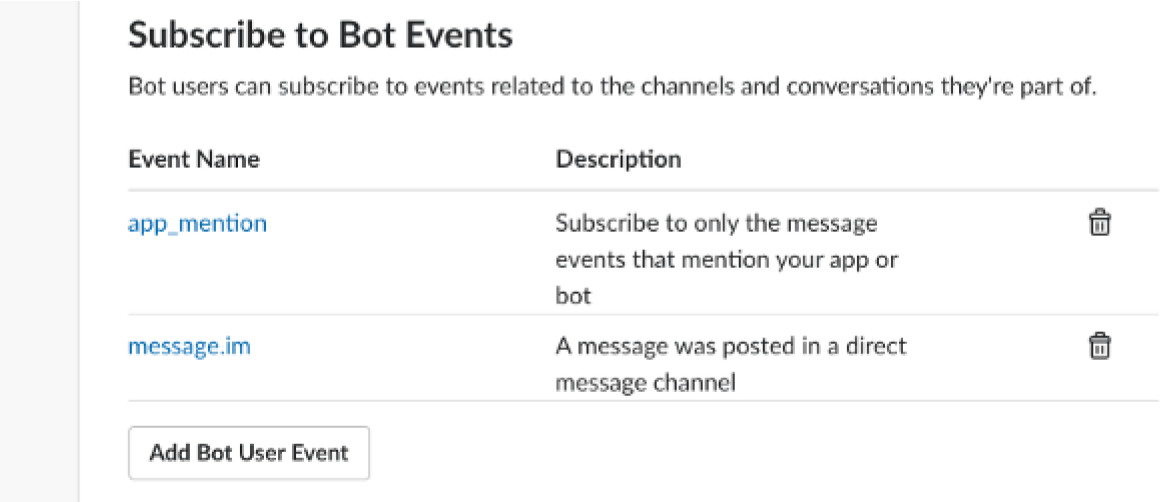 Subscribe to Bot Events
Bot users can subscribe to events related to the channels and conversations they're part of.
Event Name
Description
app_mention
Subscribe to only the message
events that mention your app or
bot
message.im
A message was posted in a direct
message channel
Add Bot User Event